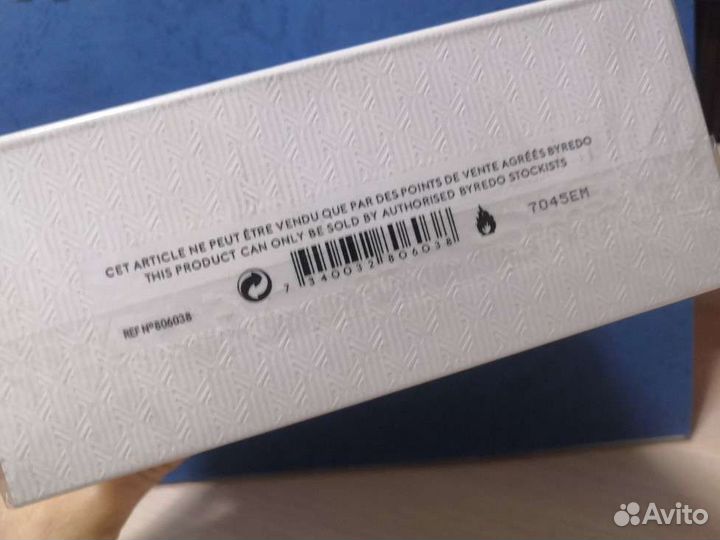 CET ARTICLE NE PEUT ÊTRE VENDU QUE PAR DES POINTS DE VENTE AGRÉÉS BYREDO
THIS PRODUCT CAN ONLY BE SOLD BY AUTHORISED BYREDO STOCKISTS
7045EM
7 340032 806038
REF Nº806038
Avito